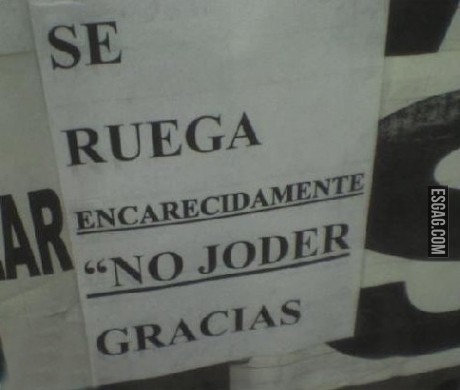 SE
RUEGA
ENCARECIDAMENTE
“NO JODER
GRACIAS
AR
ESGAG.COM